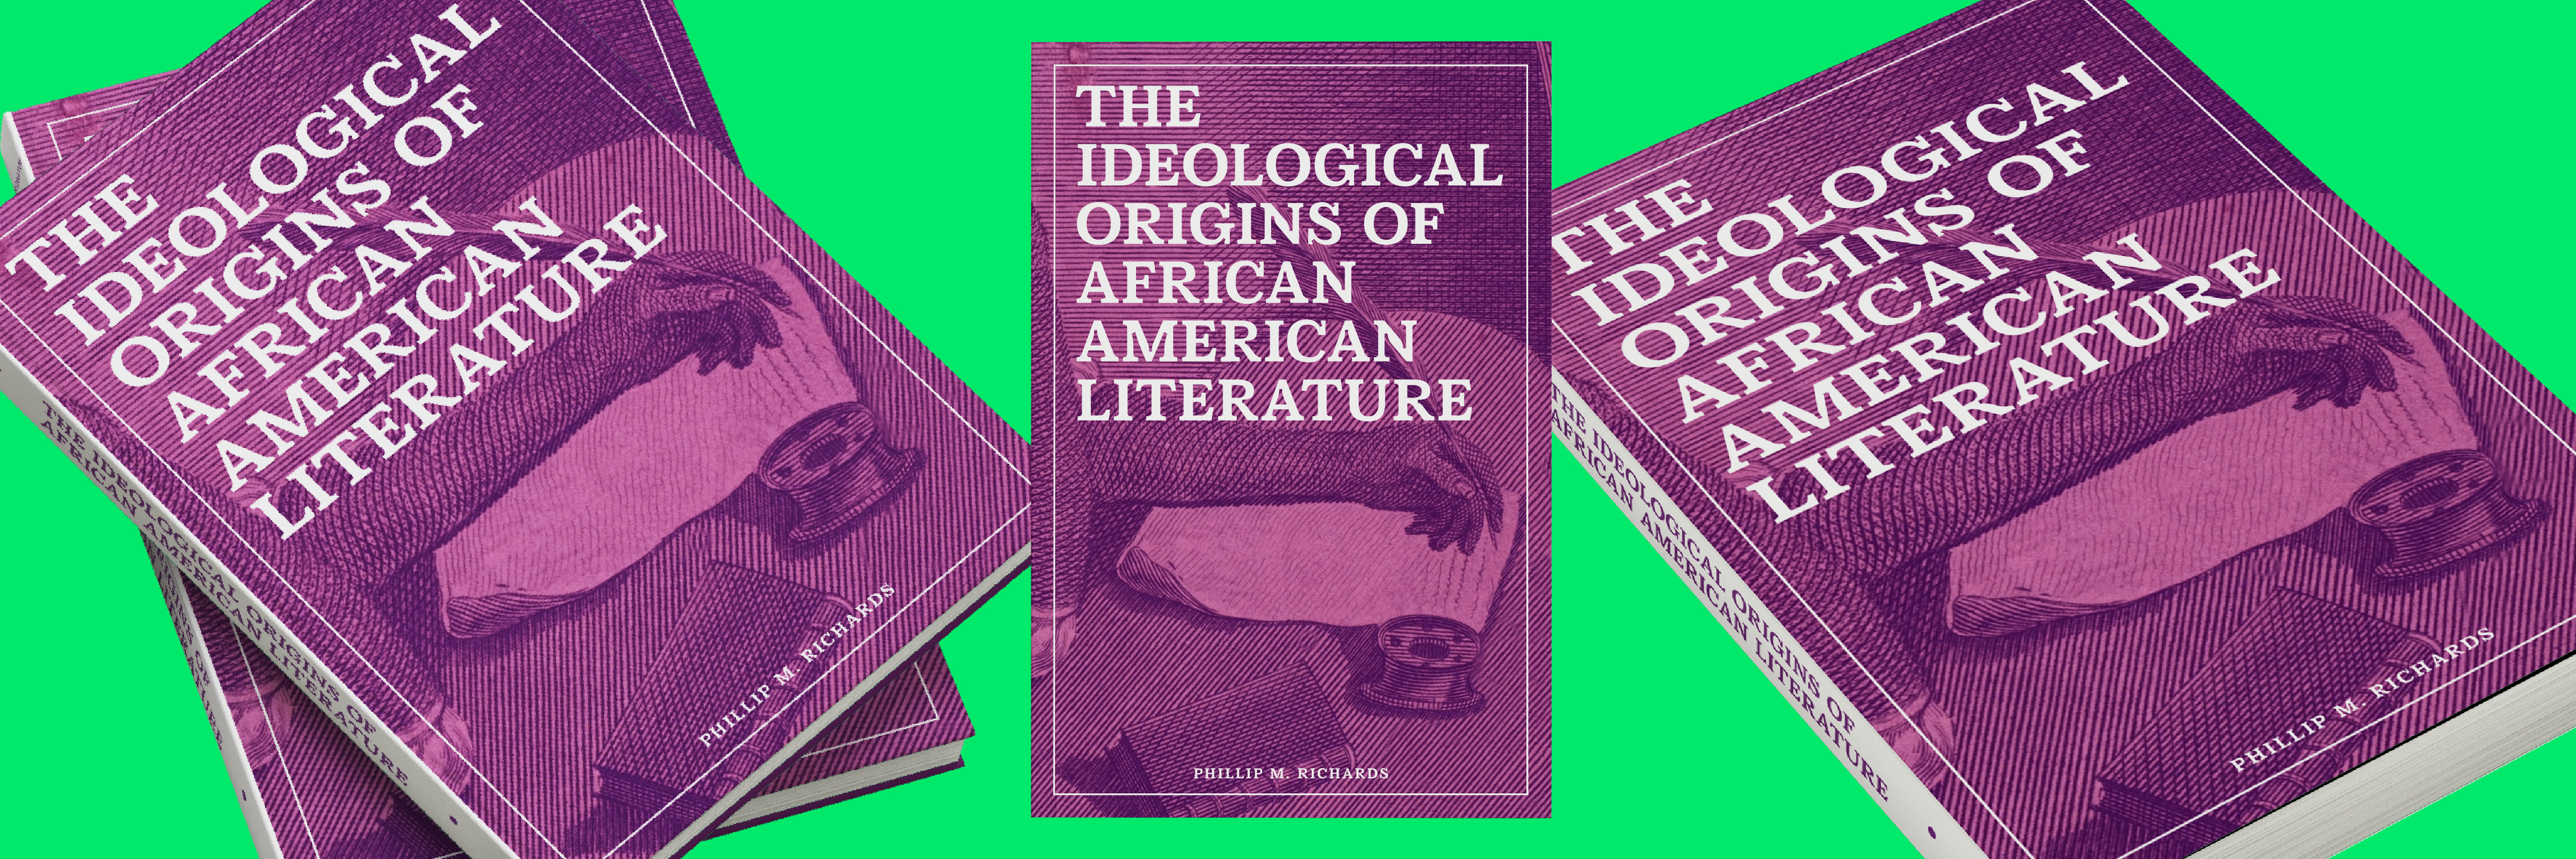 THE
IDEOLOGICAL
ORIGINS OF
AFRICAN
AMERICAN
LITERATURE
PHILLIP M. RICHARDS
THE IDEOLOGICAL ORIGINS OF
AFRICAN AMERICAN LITERATURE
THE
IDEOLOGICAL
ORIGINS OF
AFRICAN
AMERICAN
LITERATURE
PHILLIP M. RICHARDS
THE
IDEOLOGICAL
ORIGINS OF
AFRICAN
AMERICAN
LITERATURE
PHILLIP M. RICHARDS
THE IDEOLOGICAL ORIGINS OF
AFRICAN AMERICAN LITERATURE